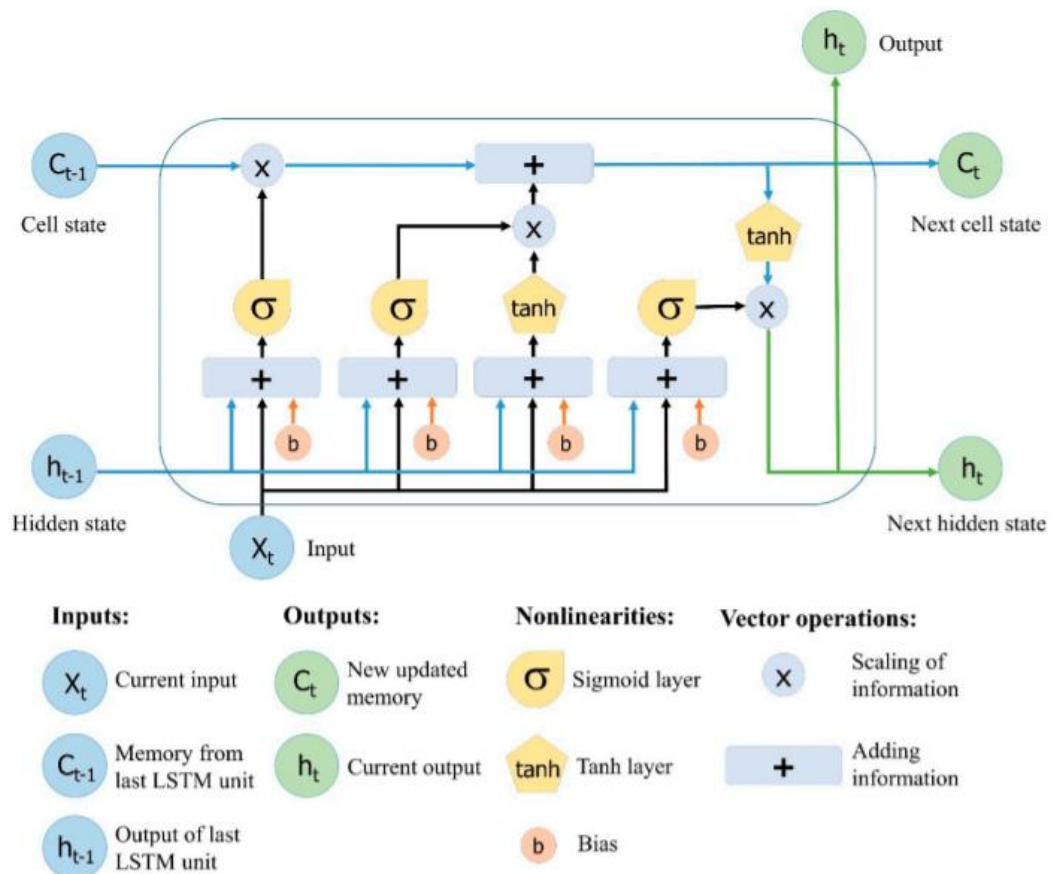 hₜ Output
Cₜ₋₁ x + Cₜ
Cell state x tanh Next cell state
σ σ tanh σ x
+ + + +
b b b b
hₜ₋₁ hₜ
Hidden state Next hidden state
Xₜ Input
Inputs: Outputs: Nonlinearities: Vector operations:
Xₜ Current input
Cₜ₋₁ Memory from
last LSTM unit
hₜ₋₁ Output of last
LSTM unit
Cₜ New updated
memory
hₜ Current output
σ Sigmoid layer
tanh Tanh layer
b Bias
x Scaling of
information
+ Adding
information